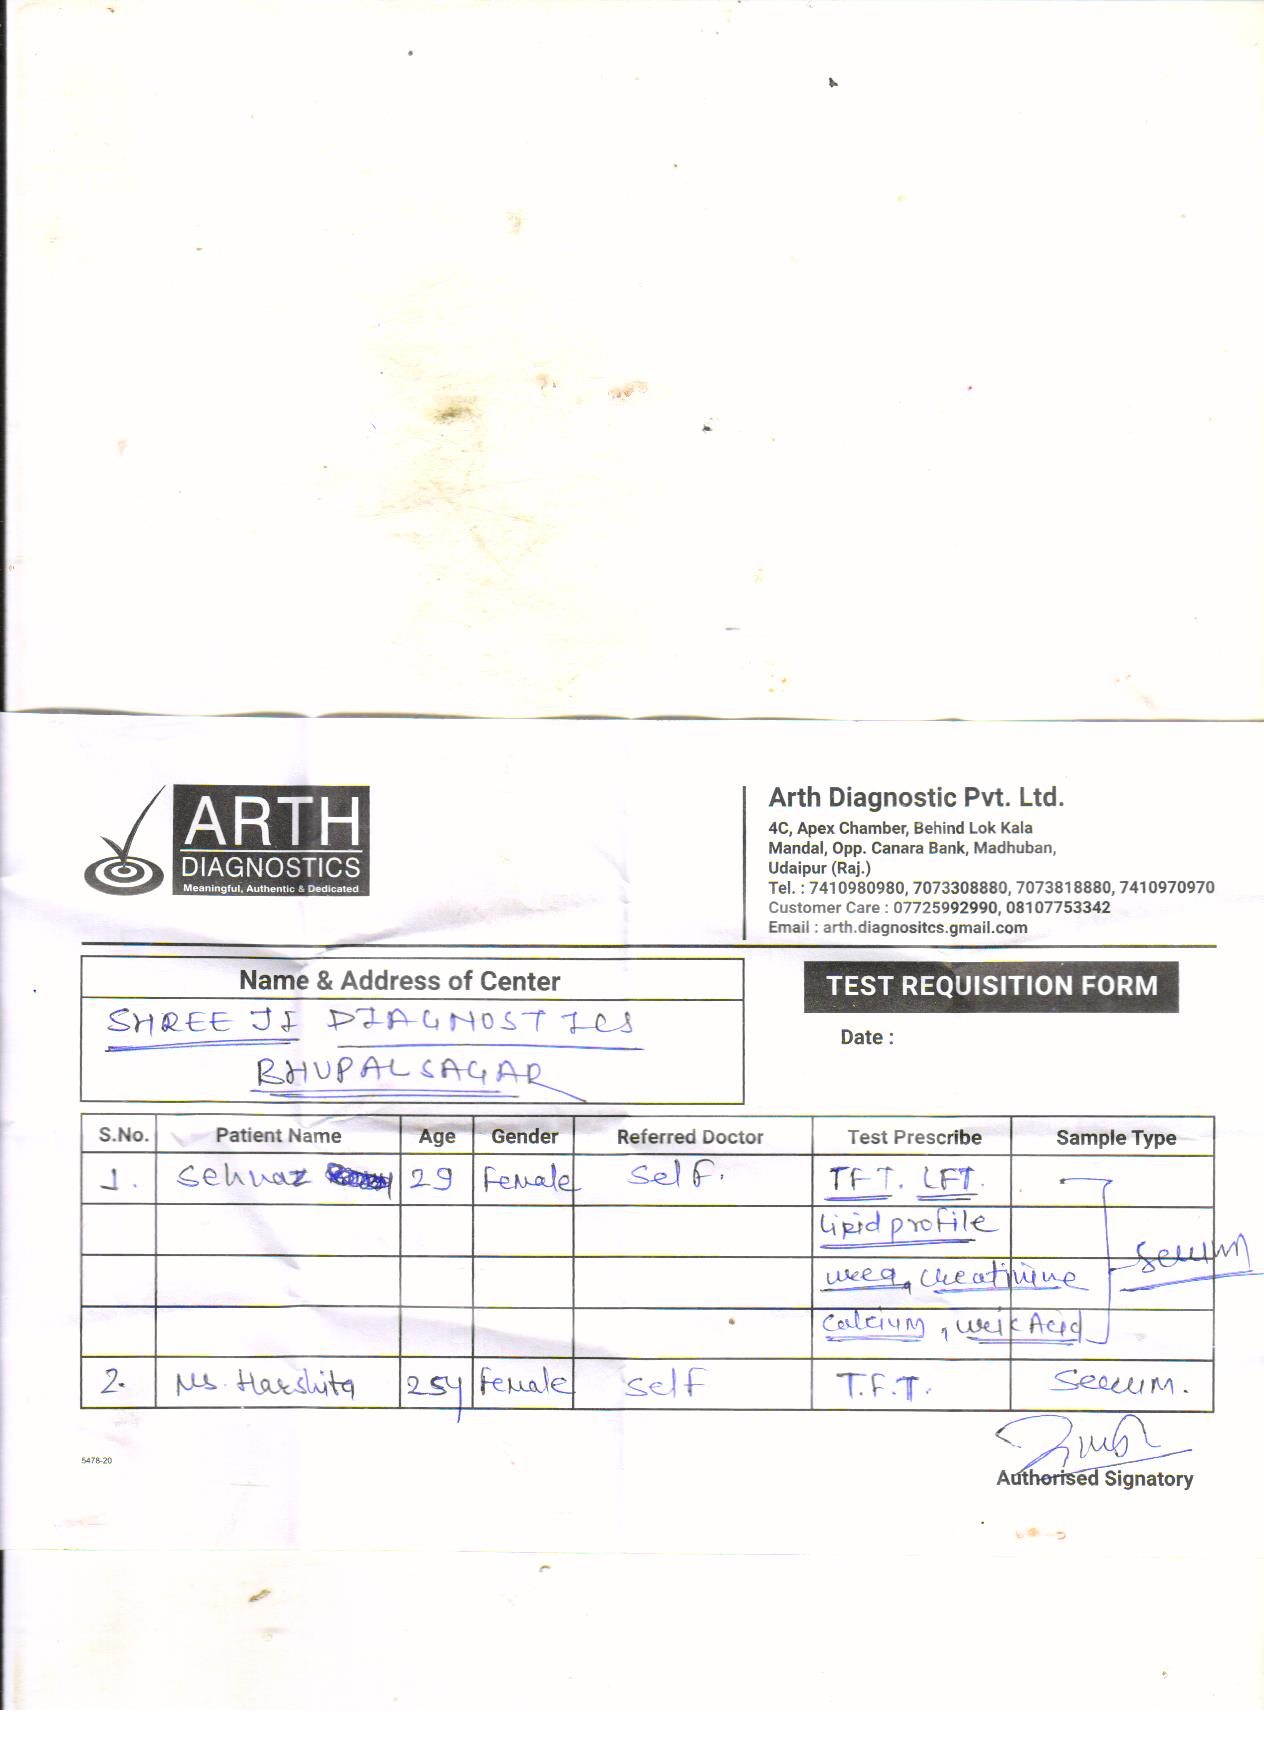 ARTH
DIAGNOSTICS
Meaningful, Authentic & Dedicated
Arth Diagnostic Pvt. Ltd.
4C, Apex Chamber, Behind Lok Kala
Mandal, Opp. Canara Bank, Madhuban,
Udaipur (Raj.)
Tel. : 7410980980, 7073308880, 7073818880, 7410970970
Customer Care : 07725992990, 08107753342
Email : arth.diagnositcs.gmail.com
Name & Address of Center
SHREE JI DIAGNOSTICS
BHUPALSAGAR
TEST REQUISITION FORM
Date :
S.No. Patient Name Age Gender Referred Doctor Test Prescribe Sample Type
1. Sehnaz 29 Female Self. TFT. LFT.
Lipid profile
Urea, Creatinine Serum
Calcium, Uric Acid
2. Ms. Harshita 25y Female Self T.F.T. Serum.
Authorised Signatory
5478-20